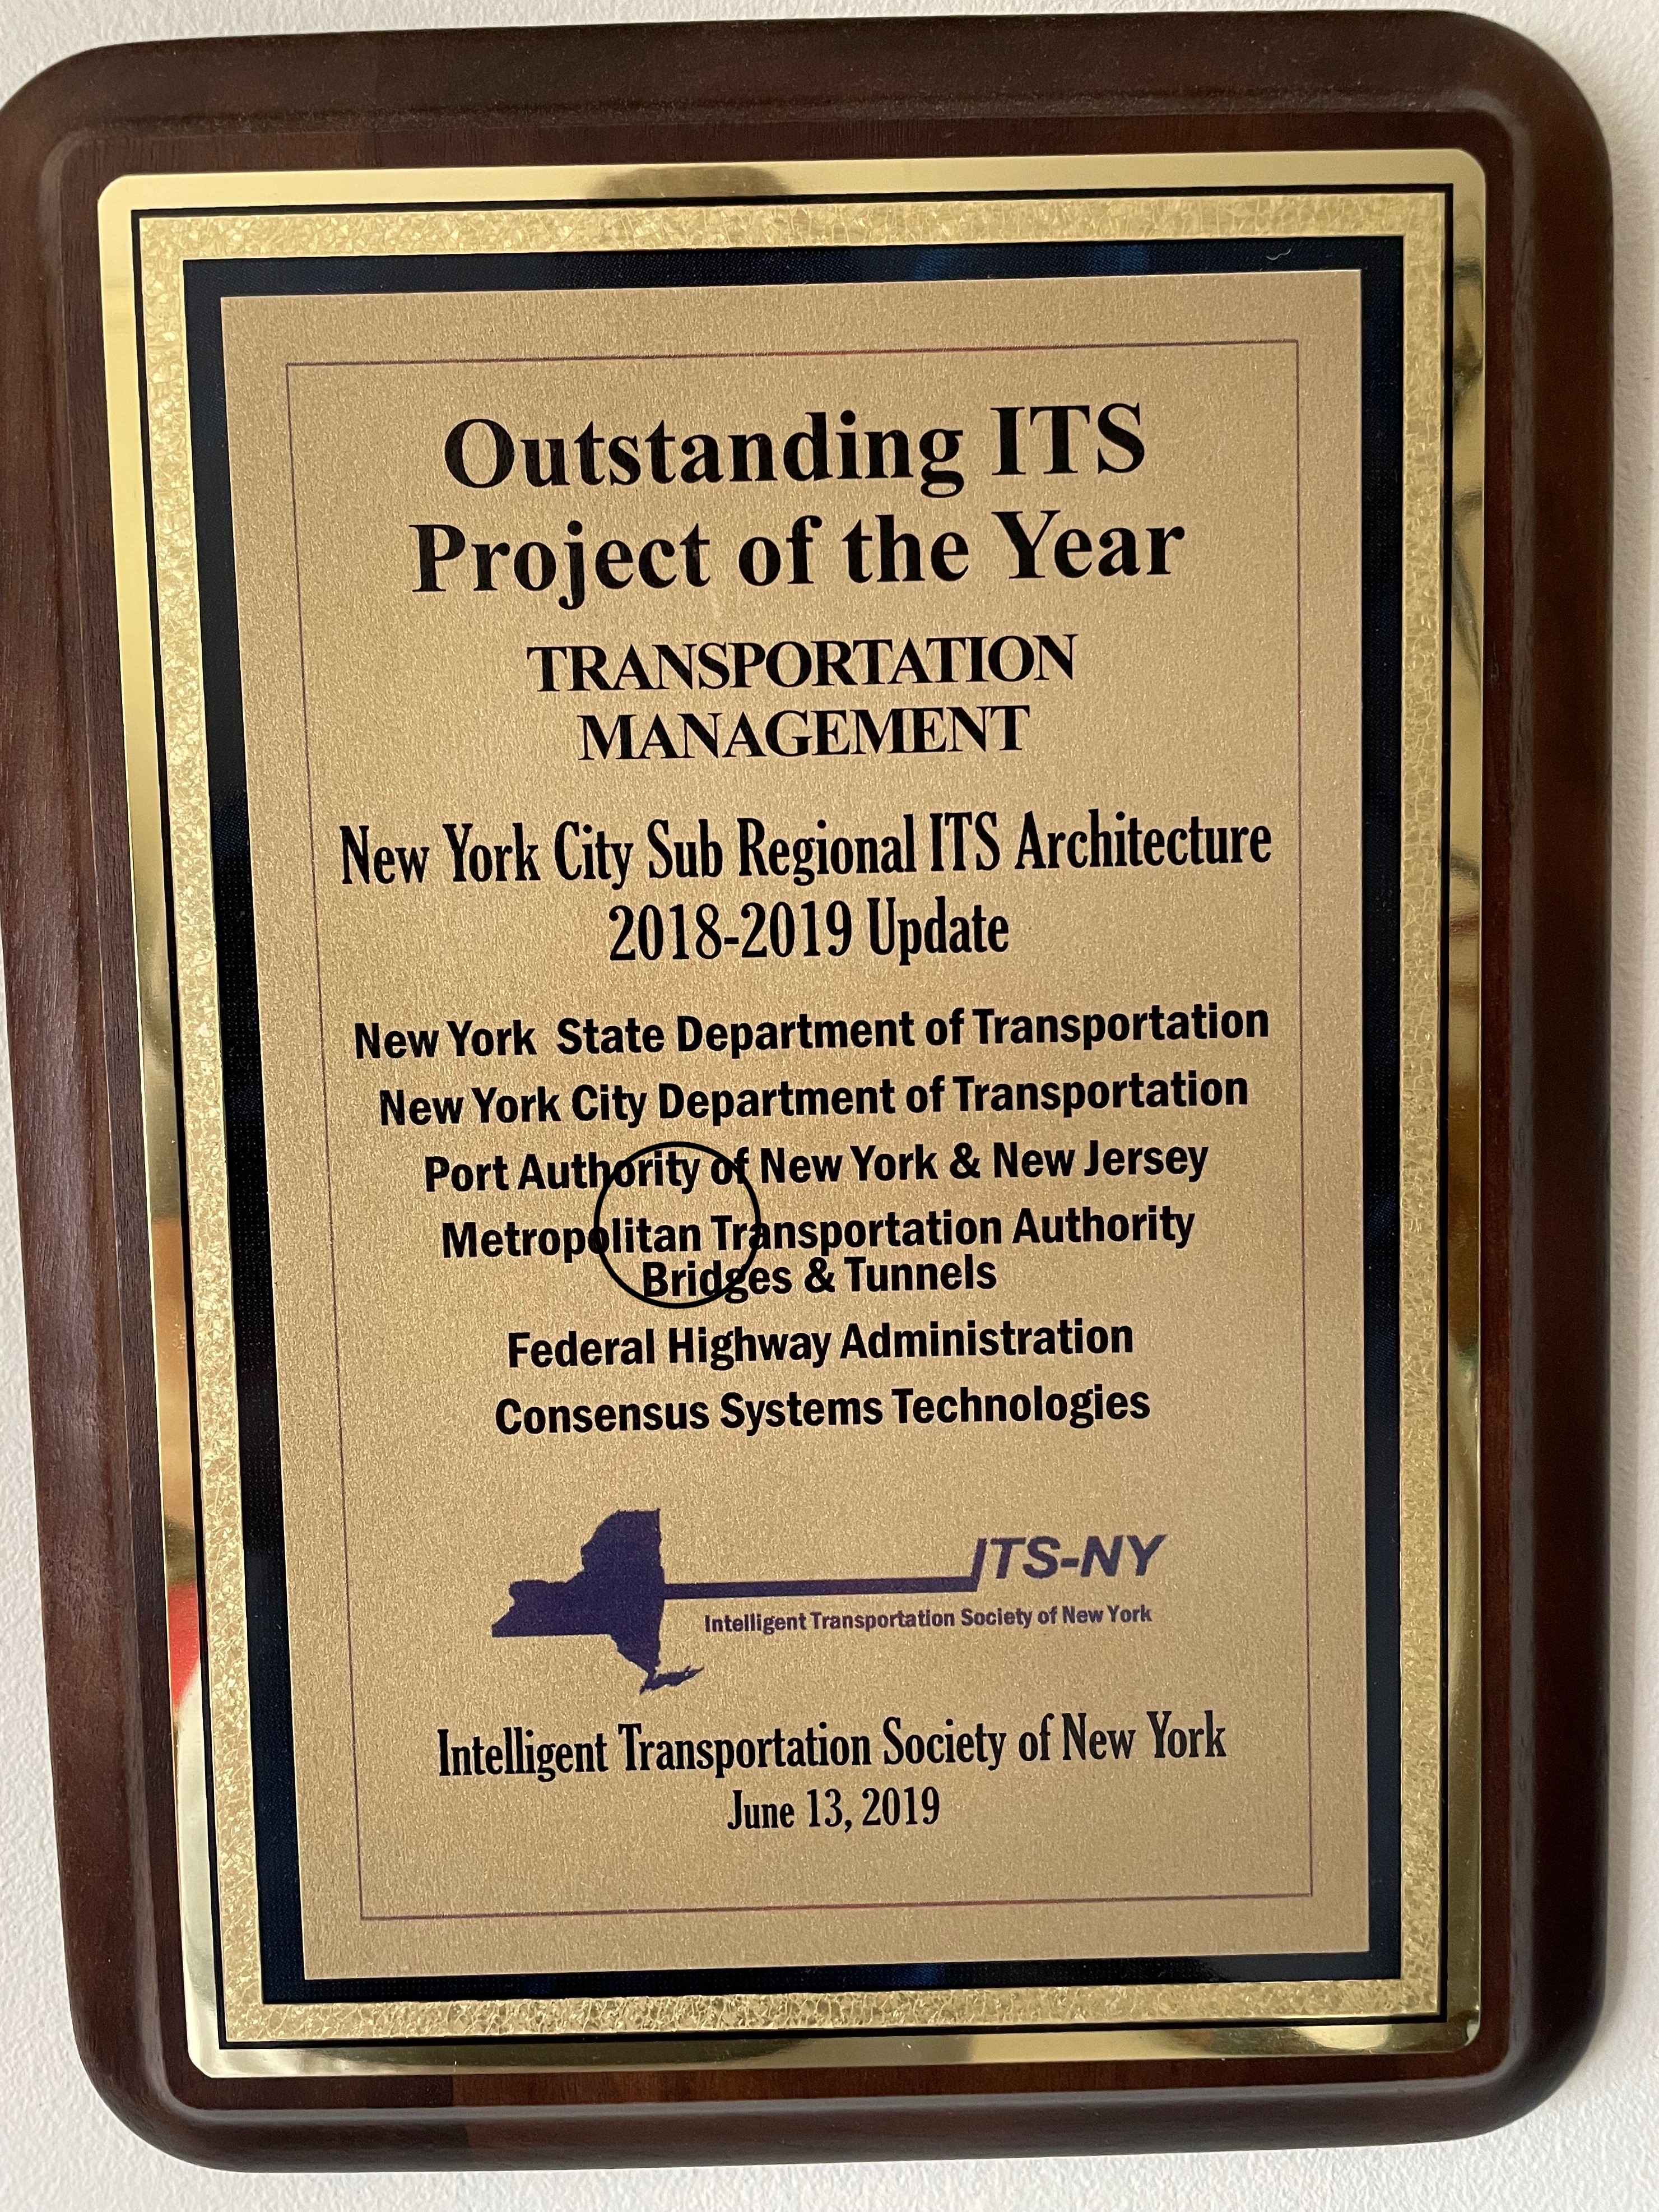 Outstanding ITS
Project of the Year
TRANSPORTATION
MANAGEMENT
New York City Sub Regional ITS Architecture
2018-2019 Update
New York State Department of Transportation
New York City Department of Transportation
Port Authority of New York & New Jersey
Metropolitan Transportation Authority
Bridges & Tunnels
Federal Highway Administration
Consensus Systems Technologies
ITS-NY
Intelligent Transportation Society of New York
Intelligent Transportation Society of New York
June 13, 2019